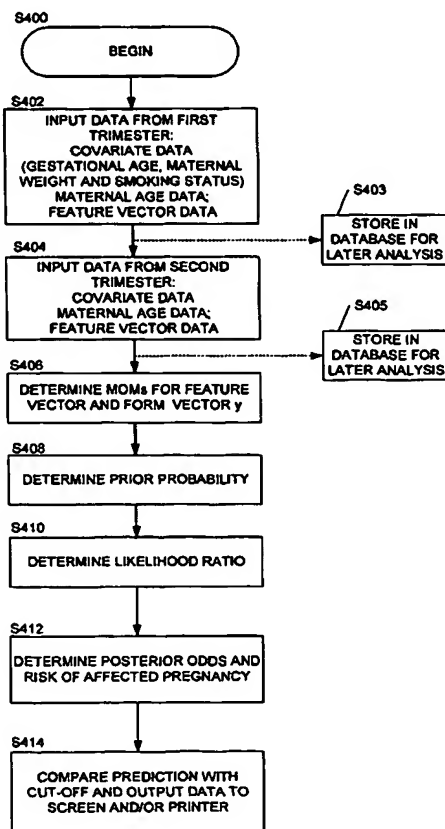 S400
BEGIN
S402
INPUT DATA FROM FIRST
TRIMESTER:
COVARIATE DATA
(GESTATIONAL AGE, MATERNAL
WEIGHT AND SMOKING STATUS)
MATERNAL AGE DATA;
FEATURE VECTOR DATA
S403
STORE IN
DATABASE FOR
LATER ANALYSIS
S404
INPUT DATA FROM SECOND
TRIMESTER:
COVARIATE DATA
MATERNAL AGE DATA;
FEATURE VECTOR DATA
S405
STORE IN
DATABASE FOR
LATER ANALYSIS
S406
DETERMINE MOMs FOR FEATURE
VECTOR AND FORM VECTOR y
S408
DETERMINE PRIOR PROBABILITY
S410
DETERMINE LIKELIHOOD RATIO
S412
DETERMINE POSTERIOR ODDS AND
RISK OF AFFECTED PREGNANCY
S414
COMPARE PREDICTION WITH
CUT-OFF AND OUTPUT DATA TO
SCREEN AND/OR PRINTER